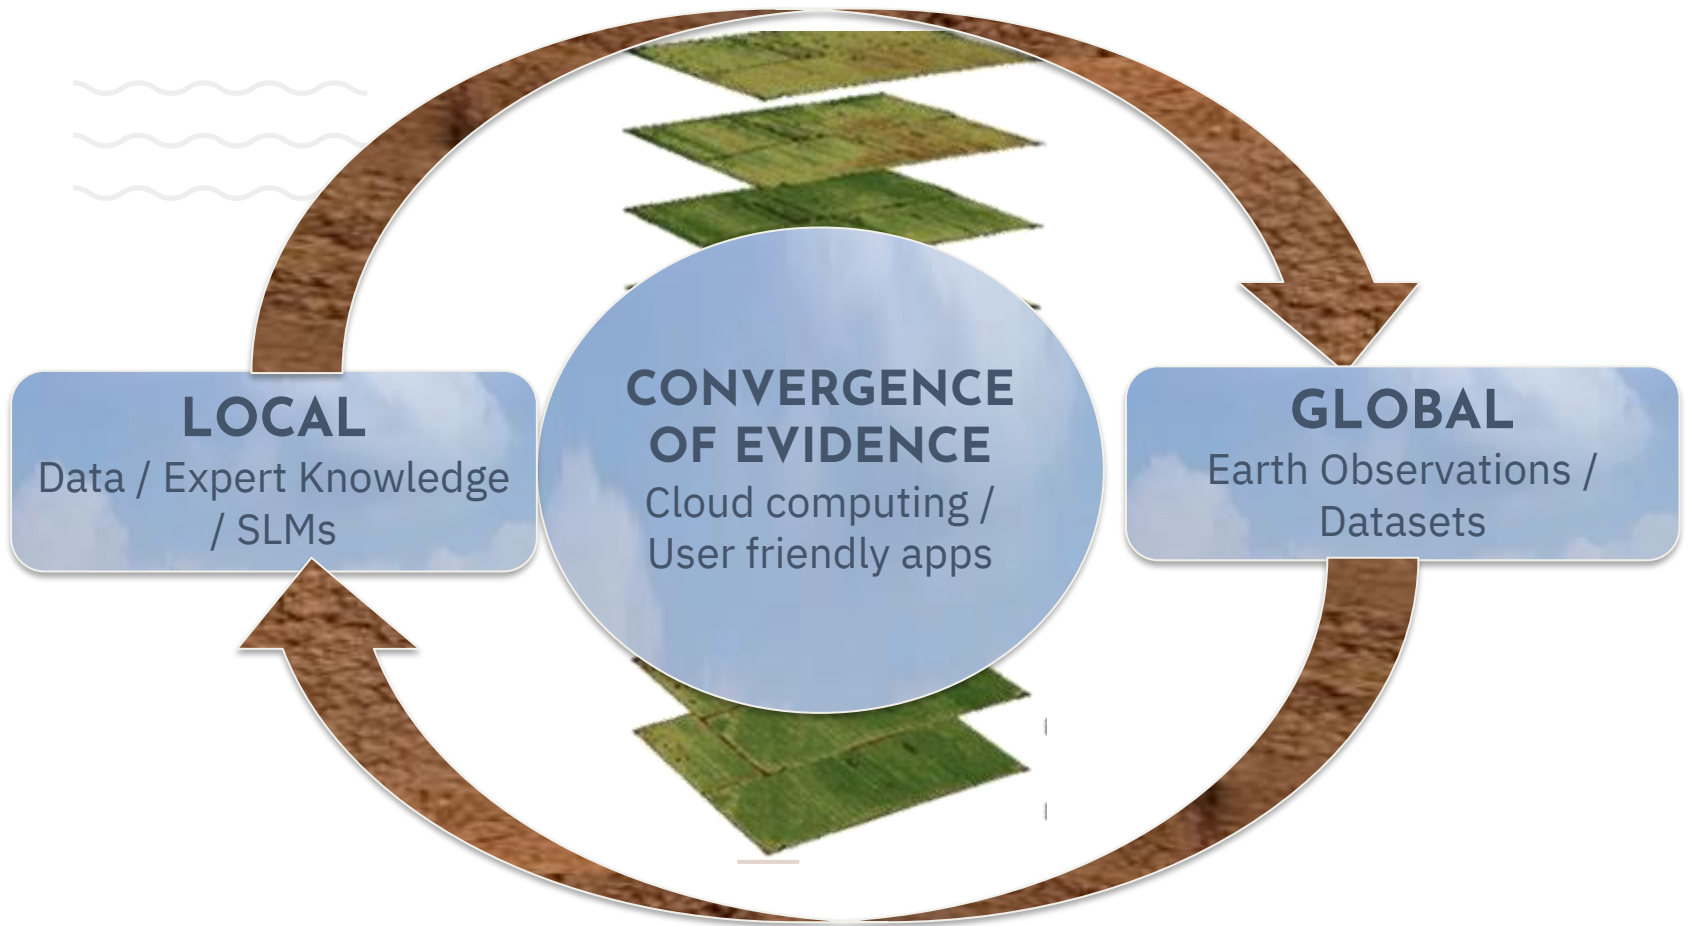 LOCAL
Data / Expert Knowledge
/ SLMs
CONVERGENCE
OF EVIDENCE
Cloud computing /
User friendly apps
GLOBAL
Earth Observations /
Datasets